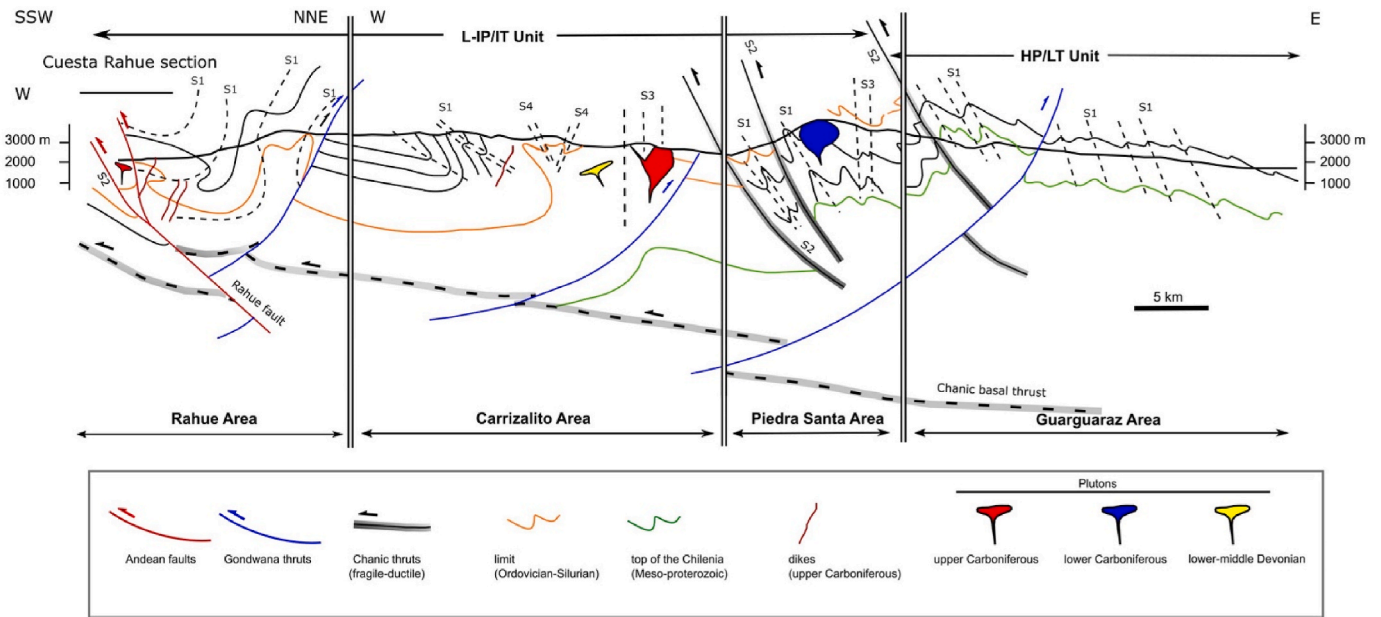 SSW
NNE
W
E
L-IP/IT Unit
HP/LT Unit
Cuesta Rahue section
W
S1
S1
S1
S1
S1
S4
S4
S3
S2
S2
S1
S1
S3
S2
S1
S1
S1
3000 m
2000
1000
3000 m
2000
1000
S2
S2
Rahue fault
5 km
Chanic basal thrust
Rahue Area
Carrizalito Area
Piedra Santa Area
Guarguaraz Area
Plutons
Andean faults
Gondwana thruts
Chanic thruts
(fragile-ductile)
limit
(Ordovician-Silurian)
top of the Chilenia
(Meso-proterozoic)
dikes
(upper Carboniferous)
upper Carboniferous
lower Carboniferous
lower-middle Devonian